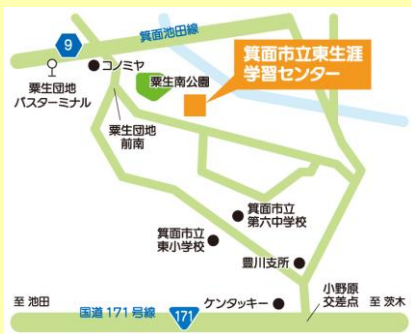 箕面池田線
9
コノミヤ
粟生団地
バスターミナル
粟生団地
前南
粟生南公園
箕面市立東生涯
学習センター
箕面市立
第六中学校
箕面市立
東小学校
豊川支所
小野原
交差点
至 池田
国道171号線
171
ケンタッキー
至 茨木